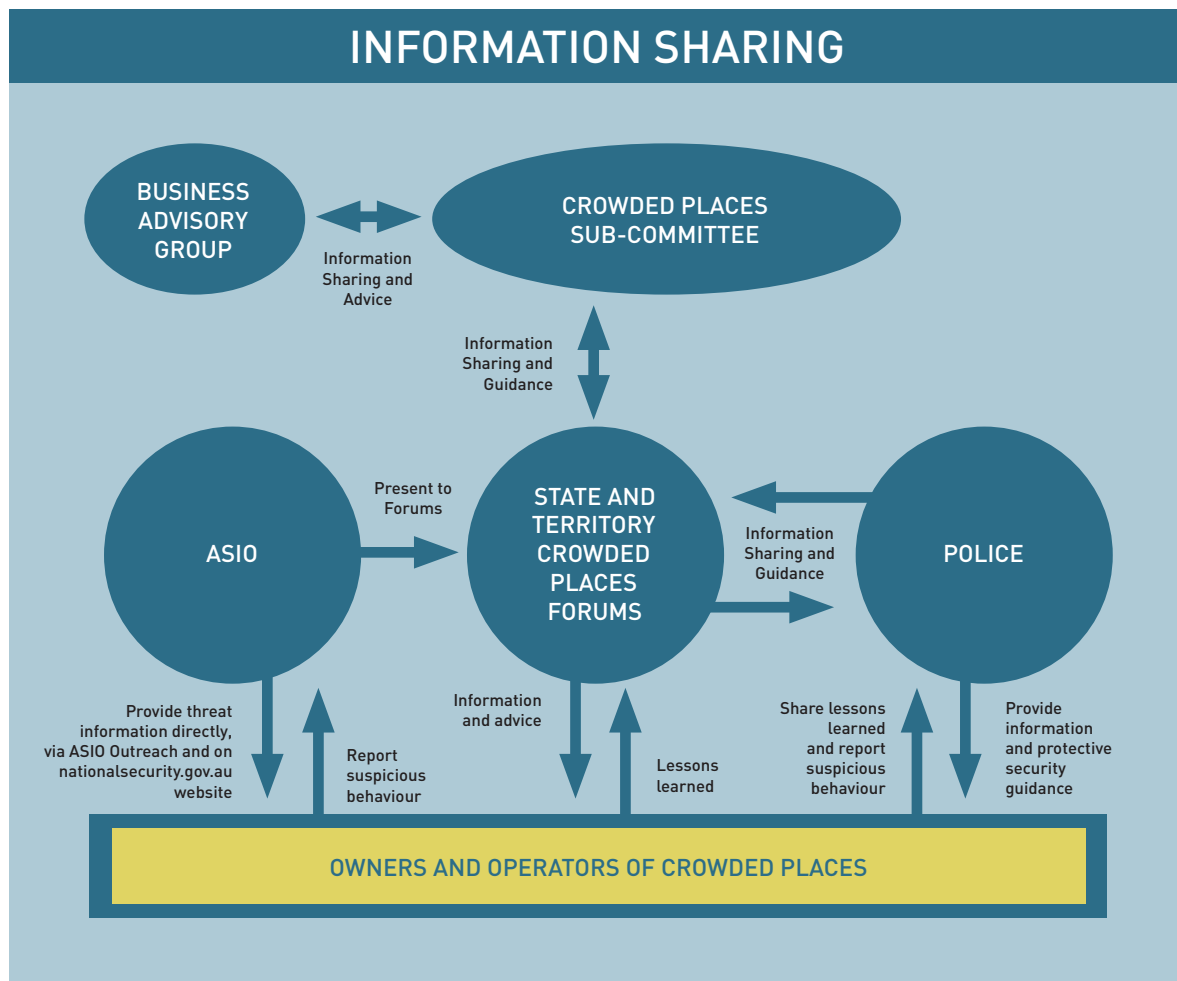 INFORMATION SHARING
BUSINESS
ADVISORY
GROUP
CROWDED PLACES
SUB-COMMITTEE
Information
Sharing and
Advice
Information
Sharing and
Guidance
ASIO
Present to
Forums
STATE AND
TERRITORY
CROWDED
PLACES
FORUMS
Information
Sharing and
Guidance
POLICE
Provide threat
information directly,
via ASIO Outreach and on
nationalsecurity.gov.au
website
Report
suspicious
behaviour
Information
and advice
Lessons
learned
Share lessons
learned
and report
suspicious
behaviour
Provide
information
and protective
security
guidance
OWNERS AND OPERATORS OF CROWDED PLACES